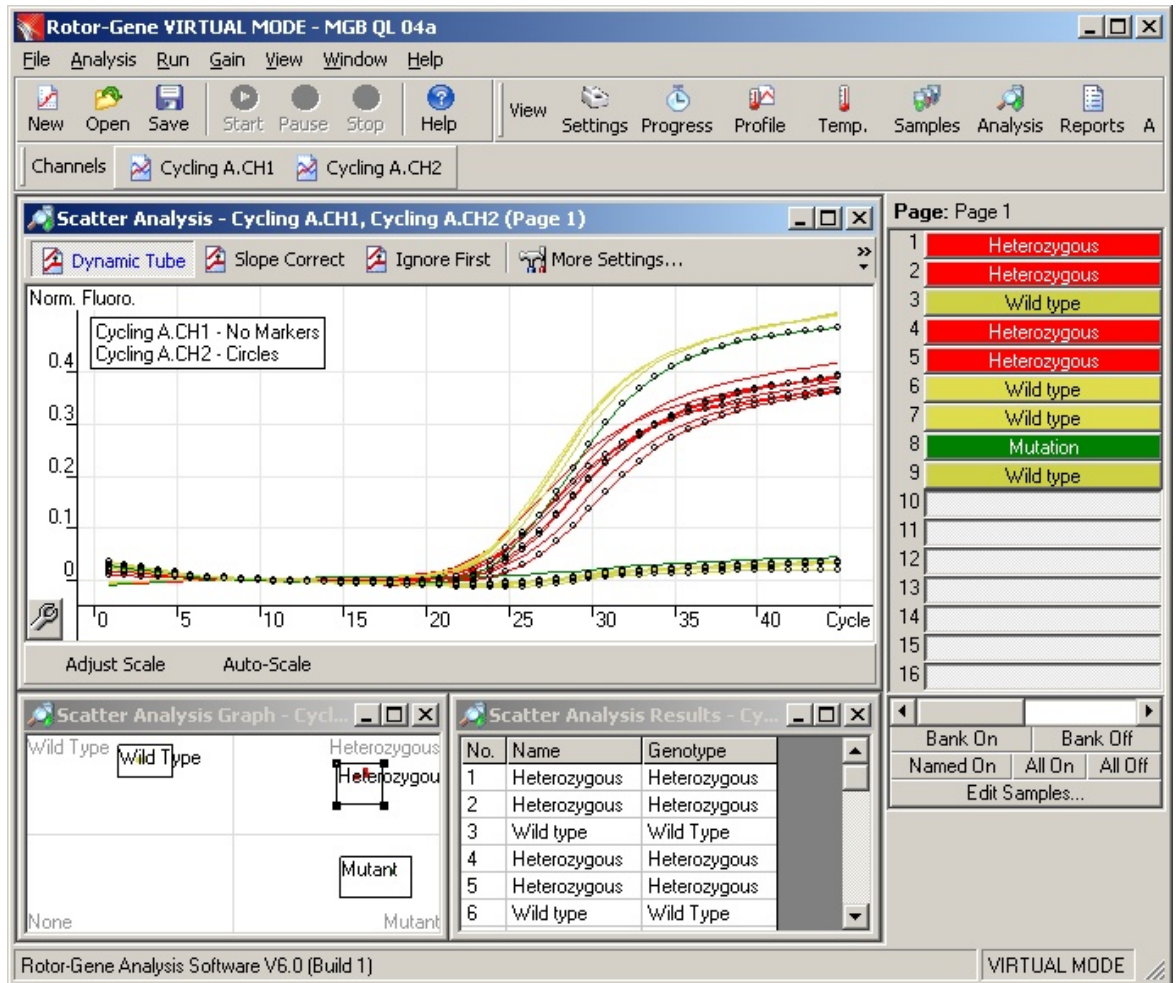 Rotor-Gene VIRTUAL MODE - MGB QL 04a
File Analysis Run Gain View Window Help
New Open Save Start Pause Stop Help View Settings Progress Profile Temp. Samples Analysis Reports A
Channels Cycling A.CH1 Cycling A.CH2
Scatter Analysis - Cycling A.CH1, Cycling A.CH2 (Page 1)
Dynamic Tube Slope Correct Ignore First More Settings...
Norm. Fluoro.
Cycling A.CH1 - No Markers
Cycling A.CH2 - Circles
0.4
0.3
0.2
0.1
0
0 5 10 15 20 25 30 35 40 Cycle
Adjust Scale Auto-Scale
Page: Page 1
1 Heterozygous
2 Heterozygous
3 Wild type
4 Heterozygous
5 Heterozygous
6 Wild type
7 Wild type
8 Mutation
9 Wild type
10
11
12
13
14
15
16
Bank On Bank Off
Named On All On All Off
Edit Samples...
Scatter Analysis Graph - Cycl...
Wild Type Heterozygous
Wild Type Heterozygou
Mutant
None Mutant
Scatter Analysis Results - Cy...
No. Name Genotype
1 Heterozygous Heterozygous
2 Heterozygous Heterozygous
3 Wild type Wild Type
4 Heterozygous Heterozygous
5 Heterozygous Heterozygous
6 Wild type Wild Type
Rotor-Gene Analysis Software V6.0 (Build 1) VIRTUAL MODE